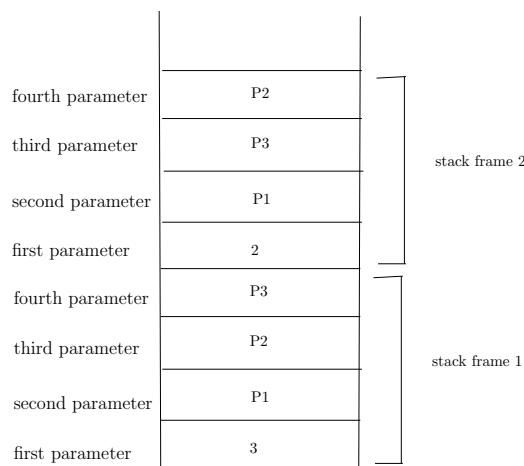 fourth parameter P2
third parameter P3
stack frame 2
second parameter P1
first parameter 2
fourth parameter P3
third parameter P2
stack frame 1
second parameter P1
first parameter 3